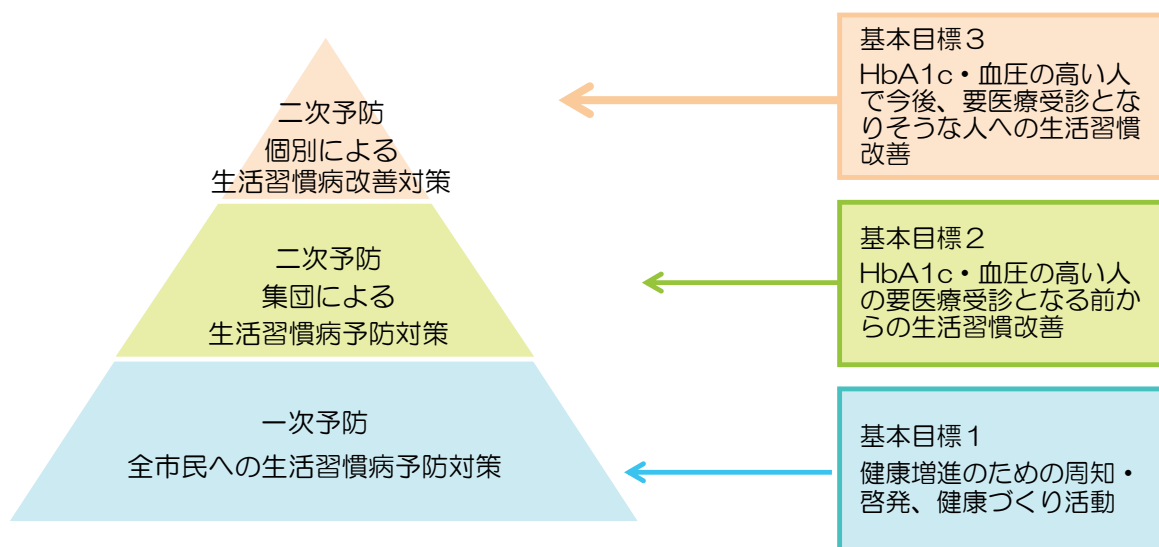 二次予防
個別による
生活習慣病改善対策
基本目標３
HbA1c・血圧の高い人
で今後、要医療受診とな
りそうな人への生活習慣
改善
二次予防
集団による
生活習慣病予防対策
基本目標２
HbA1c・血圧の高い人
の要医療受診となる前か
らの生活習慣改善
一次予防
全市民への生活習慣病予防対策
基本目標１
健康増進のための周知・
啓発、健康づくり活動